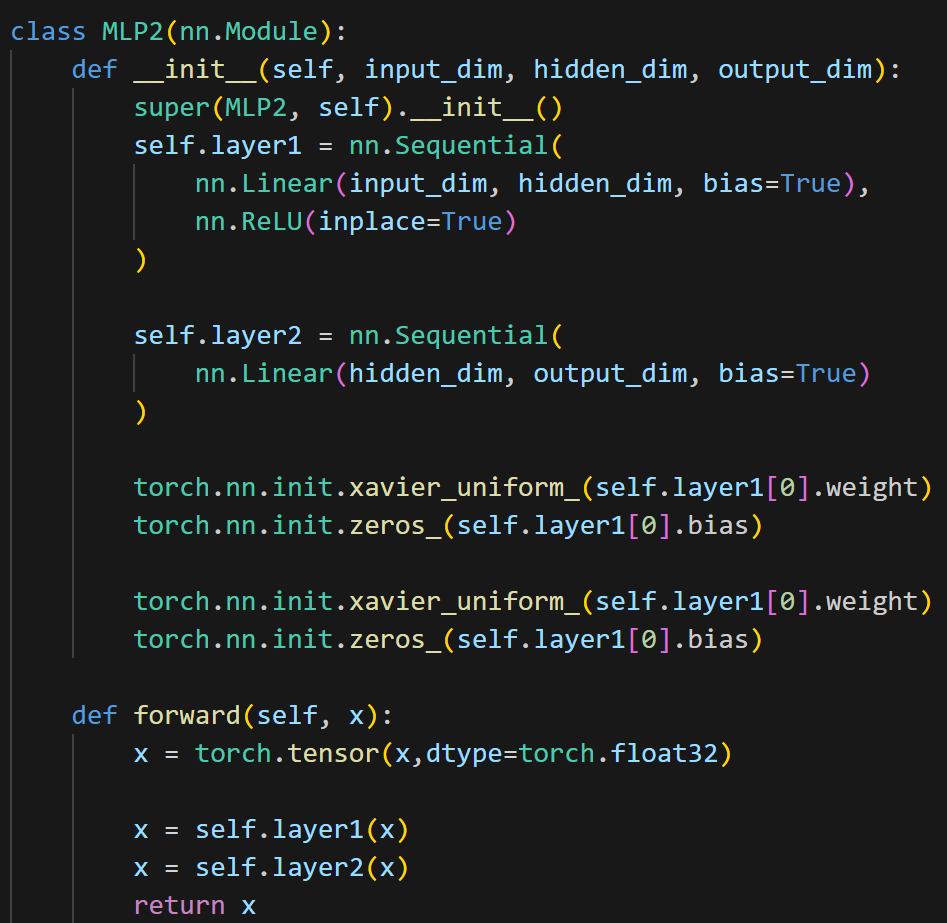 class MLP2(nn.Module):
    def __init__(self, input_dim, hidden_dim, output_dim):
        super(MLP2, self).__init__()
        self.layer1 = nn.Sequential(
            nn.Linear(input_dim, hidden_dim, bias=True),
            nn.ReLU(inplace=True)
        )

        self.layer2 = nn.Sequential(
            nn.Linear(hidden_dim, output_dim, bias=True)
        )

        torch.nn.init.xavier_uniform_(self.layer1[0].weight)
        torch.nn.init.zeros_(self.layer1[0].bias)

        torch.nn.init.xavier_uniform_(self.layer1[0].weight)
        torch.nn.init.zeros_(self.layer1[0].bias)

    def forward(self, x):
        x = torch.tensor(x,dtype=torch.float32)

        x = self.layer1(x)
        x = self.layer2(x)
        return x